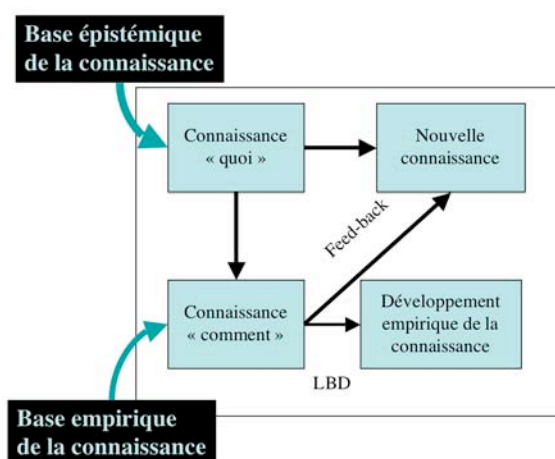 Base épistémique
de la connaissance
Connaissance
« quoi »
Nouvelle
connaissance
Feed-back
Connaissance
« comment »
Développement
empirique de la
connaissance
LBD
Base empirique
de la connaissance